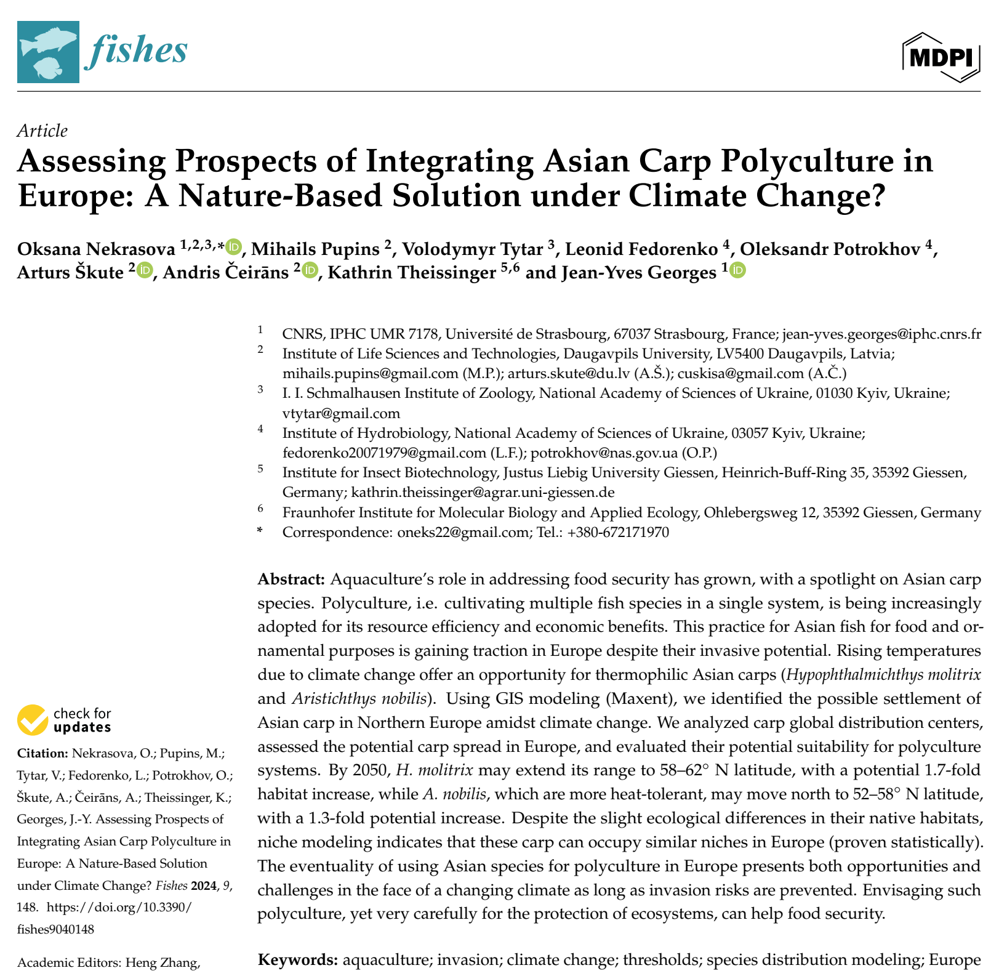 fishes
MDPI
Article
Assessing Prospects of Integrating Asian Carp Polyculture in
Europe: A Nature-Based Solution under Climate Change?
Oksana Nekrasova 1,2,3,* iD, Mihails Pupins 2, Volodymyr Tytar 3, Leonid Fedorenko 4, Oleksandr Potrokhov 4,
Arturs Škute 2 iD, Andris Čeirāns 2 iD, Kathrin Theissinger 5,6 and Jean-Yves Georges 1 iD
1 CNRS, IPHC UMR 7178, Université de Strasbourg, 67037 Strasbourg, France; jean-yves.georges@iphc.cnrs.fr
2 Institute of Life Sciences and Technologies, Daugavpils University, LV5400 Daugavpils, Latvia;
mihails.pupins@gmail.com (M.P.); arturs.skute@du.lv (A.Š.); cuskisa@gmail.com (A.Č.)
3 I. I. Schmalhausen Institute of Zoology, National Academy of Sciences of Ukraine, 01030 Kyiv, Ukraine;
vtytar@gmail.com
4 Institute of Hydrobiology, National Academy of Sciences of Ukraine, 03057 Kyiv, Ukraine;
fedorenko20071979@gmail.com (L.F.); potrokhov@nas.gov.ua (O.P.)
5 Institute for Insect Biotechnology, Justus Liebig University Giessen, Heinrich-Buff-Ring 35, 35392 Giessen,
Germany; kathrin.theissinger@agrar.uni-giessen.de
6 Fraunhofer Institute for Molecular Biology and Applied Ecology, Ohlebergsweg 12, 35392 Giessen, Germany
* Correspondence: oneks22@gmail.com; Tel.: +380-672171970
Abstract: Aquaculture's role in addressing food security has grown, with a spotlight on Asian carp
species. Polyculture, i.e. cultivating multiple fish species in a single system, is being increasingly
adopted for its resource efficiency and economic benefits. This practice for Asian fish for food and or-
namental purposes is gaining traction in Europe despite their invasive potential. Rising temperatures
due to climate change offer an opportunity for thermophilic Asian carps (Hypophthalmichthys molitrix
and Aristichthys nobilis). Using GIS modeling (Maxent), we identified the possible settlement of
Asian carp in Northern Europe amidst climate change. We analyzed carp global distribution centers,
assessed the potential carp spread in Europe, and evaluated their potential suitability for polyculture
systems. By 2050, H. molitrix may extend its range to 58–62° N latitude, with a potential 1.7-fold
habitat increase, while A. nobilis, which are more heat-tolerant, may move north to 52–58° N latitude,
with a 1.3-fold potential increase. Despite the slight ecological differences in their native habitats,
niche modeling indicates that these carp can occupy similar niches in Europe (proven statistically).
The eventuality of using Asian species for polyculture in Europe presents both opportunities and
challenges in the face of a changing climate as long as invasion risks are prevented. Envisaging such
polyculture, yet very carefully for the protection of ecosystems, can help food security.
Keywords: aquaculture; invasion; climate change; thresholds; species distribution modeling; Europe
check for
updates
Citation: Nekrasova, O.; Pupins, M.;
Tytar, V.; Fedorenko, L.; Potrokhov, O.;
Škute, A.; Čeirāns, A.; Theissinger, K.;
Georges, J.-Y. Assessing Prospects of
Integrating Asian Carp Polyculture in
Europe: A Nature-Based Solution
under Climate Change? Fishes 2024, 9,
148. https://doi.org/10.3390/
fishes9040148
Academic Editors: Heng Zhang,